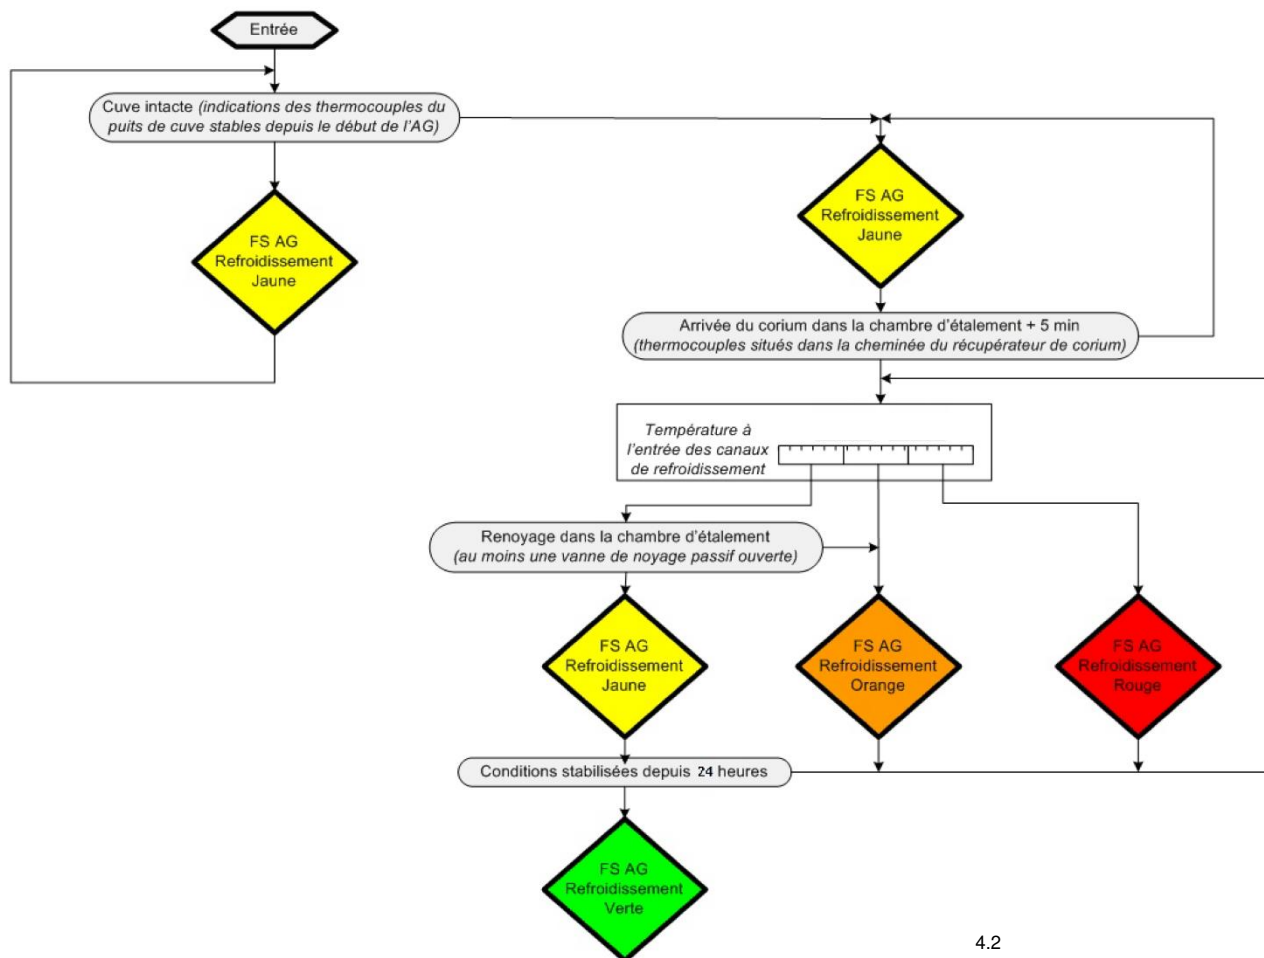 Entrée
Cuve intacte (indications des thermocouples du
puits de cuve stables depuis le début de l'AG)
FS AG
Refroidissement
Jaune
FS AG
Refroidissement
Jaune
Arrivée du corium dans la chambre d'étalement + 5 min
(thermocouples situés dans la cheminée du récupérateur de corium)
Température à
l'entrée des canaux
de refroidissement
Renoyage dans la chambre d'étalement
(au moins une vanne de noyage passif ouverte)
FS AG
Refroidissement
Jaune
FS AG
Refroidissement
Orange
FS AG
Refroidissement
Rouge
Conditions stabilisées depuis 24 heures
FS AG
Refroidissement
Verte
4.2